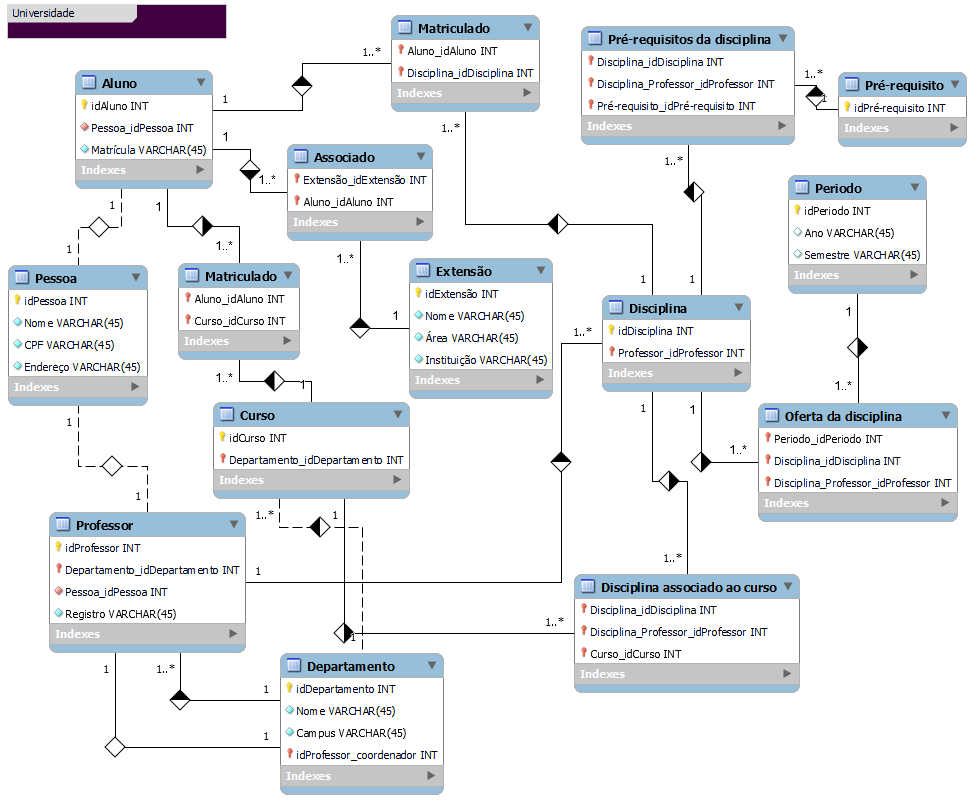 Universidade
Matriculado
Aluno_idAluno INT
Disciplina_idDisciplina INT
Indexes
Pré-requisitos da disciplina
Disciplina_idDisciplina INT
Disciplina_Professor_idProfessor INT
Pré-requisito_idPré-requisito INT
Indexes
Pré-requisito
idPré-requisito INT
Indexes
Aluno
idAluno INT
Pessoa_idPessoa INT
Matrícula VARCHAR(45)
Indexes
Associado
Extensão_idExtensão INT
Aluno_idAluno INT
Indexes
Periodo
idPeriodo INT
Ano VARCHAR(45)
Semestre VARCHAR(45)
Indexes
Pessoa
idPessoa INT
Nome VARCHAR(45)
CPF VARCHAR(45)
Endereço VARCHAR(45)
Indexes
Matriculado
Aluno_idAluno INT
Curso_idCurso INT
Indexes
Extensão
idExtensão INT
Nome VARCHAR(45)
Área VARCHAR(45)
Instituição VARCHAR(45)
Indexes
Disciplina
idDisciplina INT
Professor_idProfessor INT
Indexes
Curso
idCurso INT
Departamento_idDepartamento INT
Indexes
Oferta da disciplina
Periodo_idPeriodo INT
Disciplina_idDisciplina INT
Disciplina_Professor_idProfessor INT
Indexes
Professor
idProfessor INT
Departamento_idDepartamento INT
Pessoa_idPessoa INT
Registro VARCHAR(45)
Indexes
Disciplina associado ao curso
Disciplina_idDisciplina INT
Disciplina_Professor_idProfessor INT
Curso_idCurso INT
Indexes
Departamento
idDepartamento INT
Nome VARCHAR(45)
Campus VARCHAR(45)
idProfessor_coordenador INT
Indexes
1
1..*
1
1..*
1
1
1
1..*
1..*
1
1..*
1
1..*
1
1..*
1
1..*
1
1
1..*
1
1..*
1
1..*
1
1
1..*
1
1
1..*
1..*
1
1
1
1..*
1